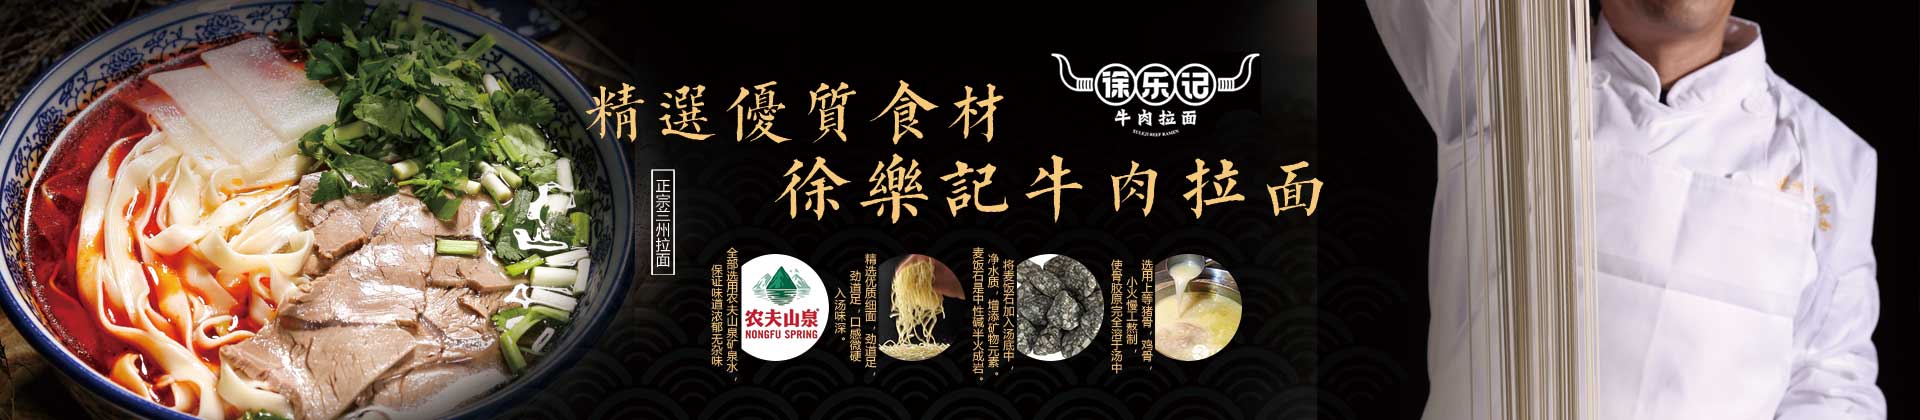 精選優質食材
徐乐记
牛肉拉面
XULEJI BEEF RAMEN
徐樂記牛肉拉面
正宗兰州拉面
全部选用农夫山泉矿泉水，
保证味道浓郁无杂味
农夫山泉
NONGFU SPRING
精选优质细面，劲道足，
劲道足，口感微硬
入汤味深。
将麦饭石加入汤底中，
净水质，增添矿物元素。
麦饭石是中性碱半火成岩。
选用上等猪骨，鸡骨，
小火慢工熬制，
使骨胶原完全溶于汤中